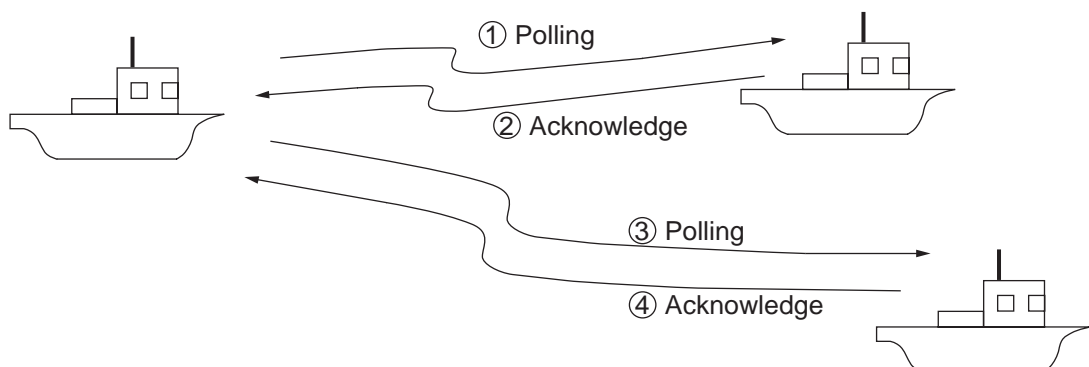 ① Polling
② Acknowledge
③ Polling
④ Acknowledge